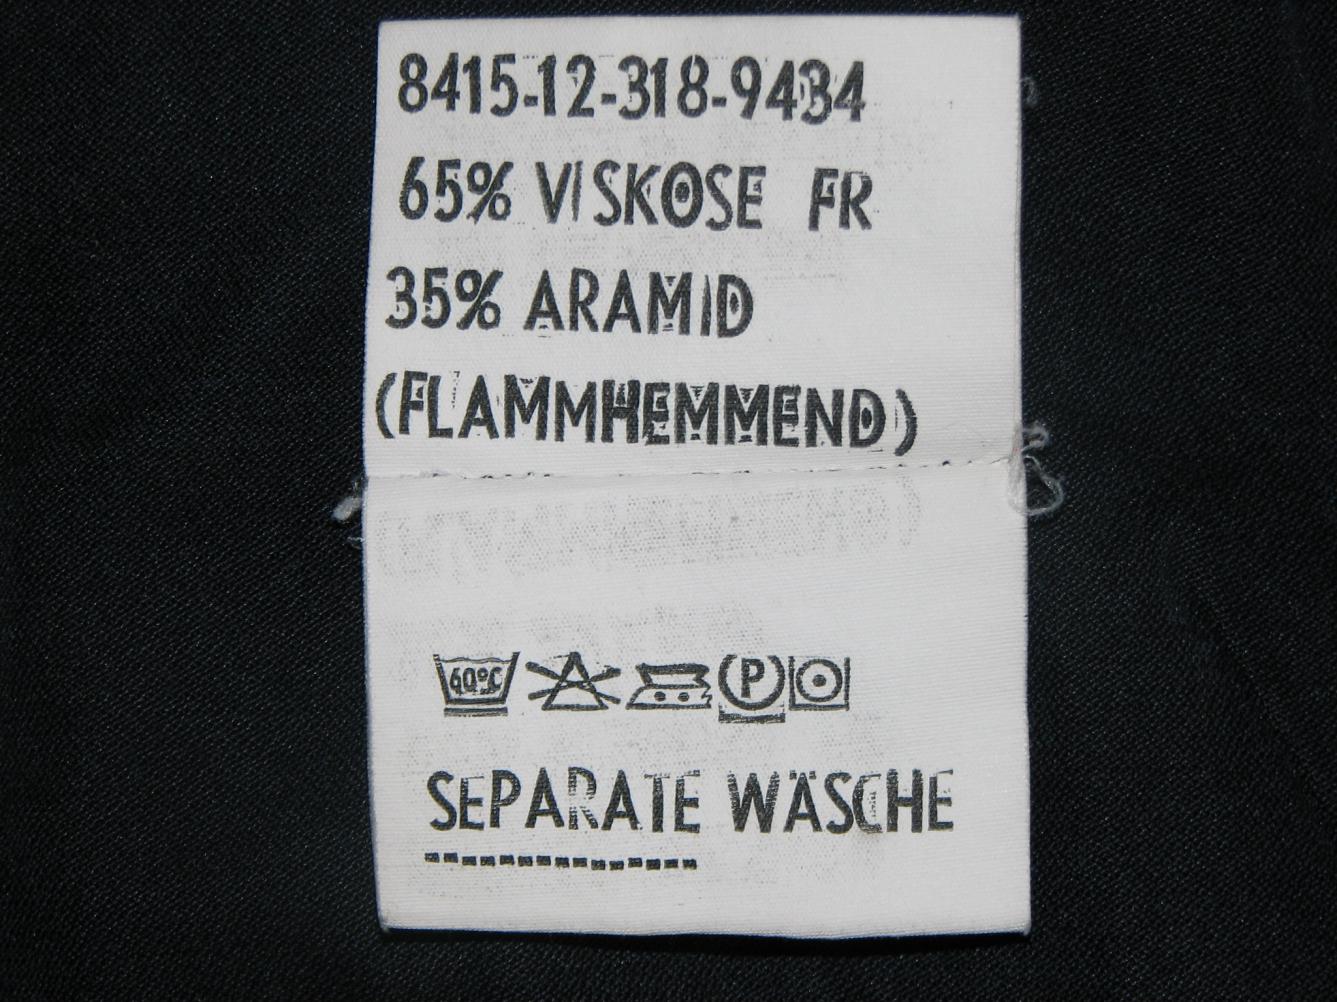 8415-12-318-9434
65% VISKOSE FR
35% ARAMID
(FLAMMHEMMEND)
60°C P
SEPARATE WÄSCHE